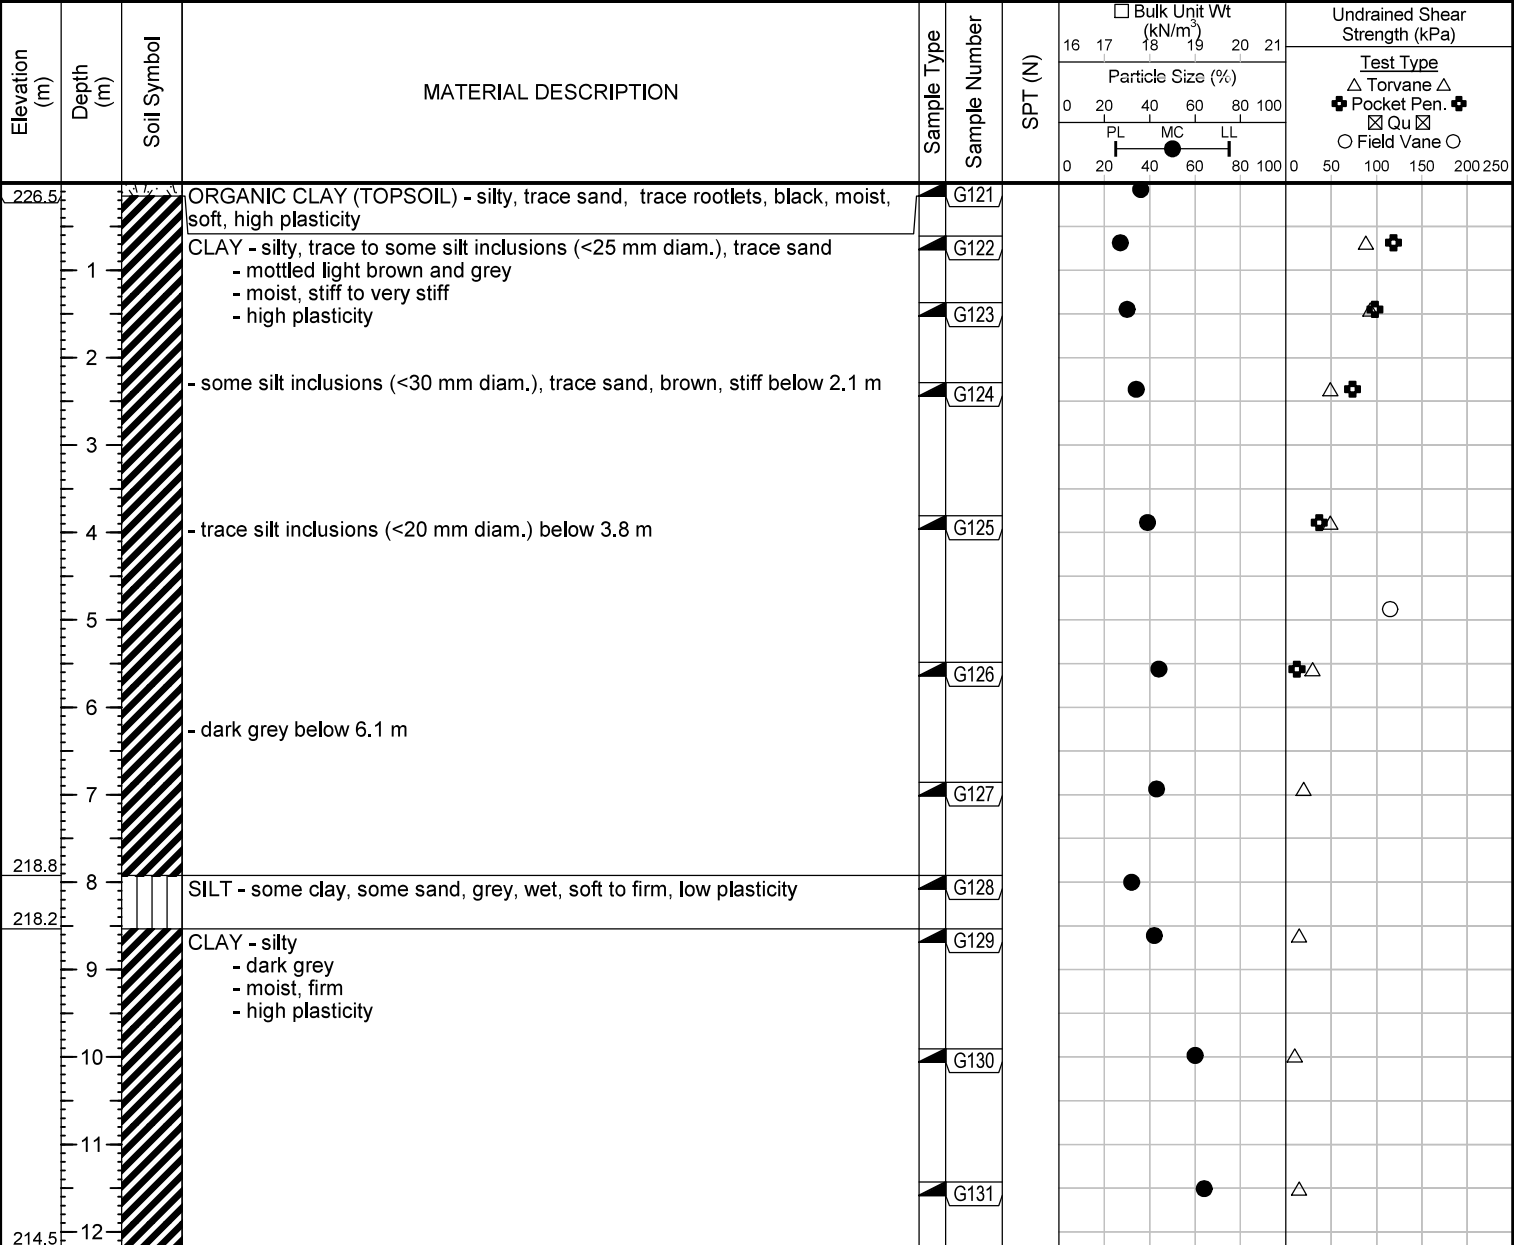 Elevation
(m)
Depth
(m)
Soil Symbol
MATERIAL DESCRIPTION
Sample Type
Sample Number
SPT (N)
Bulk Unit Wt
(kN/m³)
16 17 18 19 20 21
Particle Size (%)
0 20 40 60 80 100
PL MC LL
0 20 40 60 80 100
Undrained Shear
Strength (kPa)
Test Type
Torvane
Pocket Pen.
Qu
Field Vane
0 50 100 150 200 250
226.5
ORGANIC CLAY (TOPSOIL) - silty, trace sand, trace rootlets, black, moist,
soft, high plasticity
G121
CLAY - silty, trace to some silt inclusions (<25 mm diam.), trace sand
G122
- mottled light brown and grey
1
- moist, stiff to very stiff
- high plasticity
G123
2
- some silt inclusions (<30 mm diam.), trace sand, brown, stiff below 2.1 m
G124
3
- trace silt inclusions (<20 mm diam.) below 3.8 m
G125
4
5
G126
6
- dark grey below 6.1 m
7
G127
218.8
8
SILT - some clay, some sand, grey, wet, soft to firm, low plasticity
G128
218.2
CLAY - silty
G129
- dark grey
9
- moist, firm
- high plasticity
10
G130
11
G131
12
214.5